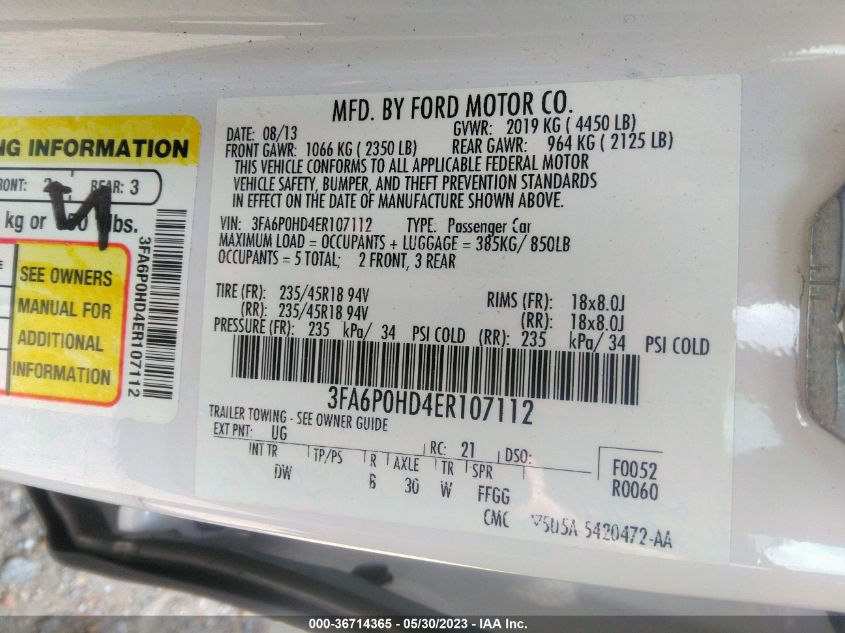 MFD. BY FORD MOTOR CO.
DATE: 08/13 GVWR: 2019 KG ( 4450 LB)
FRONT GAWR: 1066 KG ( 2350 LB) REAR GAWR: 964 KG ( 2125 LB)
THIS VEHICLE CONFORMS TO ALL APPLICABLE FEDERAL MOTOR
VEHICLE SAFETY, BUMPER, AND THEFT PREVENTION STANDARDS
IN EFFECT ON THE DATE OF MANUFACTURE SHOWN ABOVE.
VIN: 3FA6P0HD4ER107112 TYPE: Passenger Car
MAXIMUM LOAD = OCCUPANTS + LUGGAGE = 385KG/ 850LB
OCCUPANTS = 5 TOTAL; 2 FRONT, 3 REAR
TIRE (FR): 235/45R18 94V RIMS (FR): 18x8.0J
(RR): 235/45R18 94V (RR): 18x8.0J
PRESSURE (FR): 235 kPa/ 34 PSI COLD (RR): 235 kPa/ 34 PSI COLD
3FA6P0HD4ER107112
TRAILER TOWING - SEE OWNER GUIDE
EXT PNT: UG RC: 21 DSO:
INT TR TP/PS R AXLE TR SPR F0052
DW B 30 W FFGG R0060
CMC 5420472-AA
NG INFORMATION
RONT: 2 REAR: 3
kg or lbs.
SEE OWNERS
MANUAL FOR
ADDITIONAL
INFORMATION
3FA6P0HD4ER107112
000-36714365 - 05/30/2023 - IAA Inc.